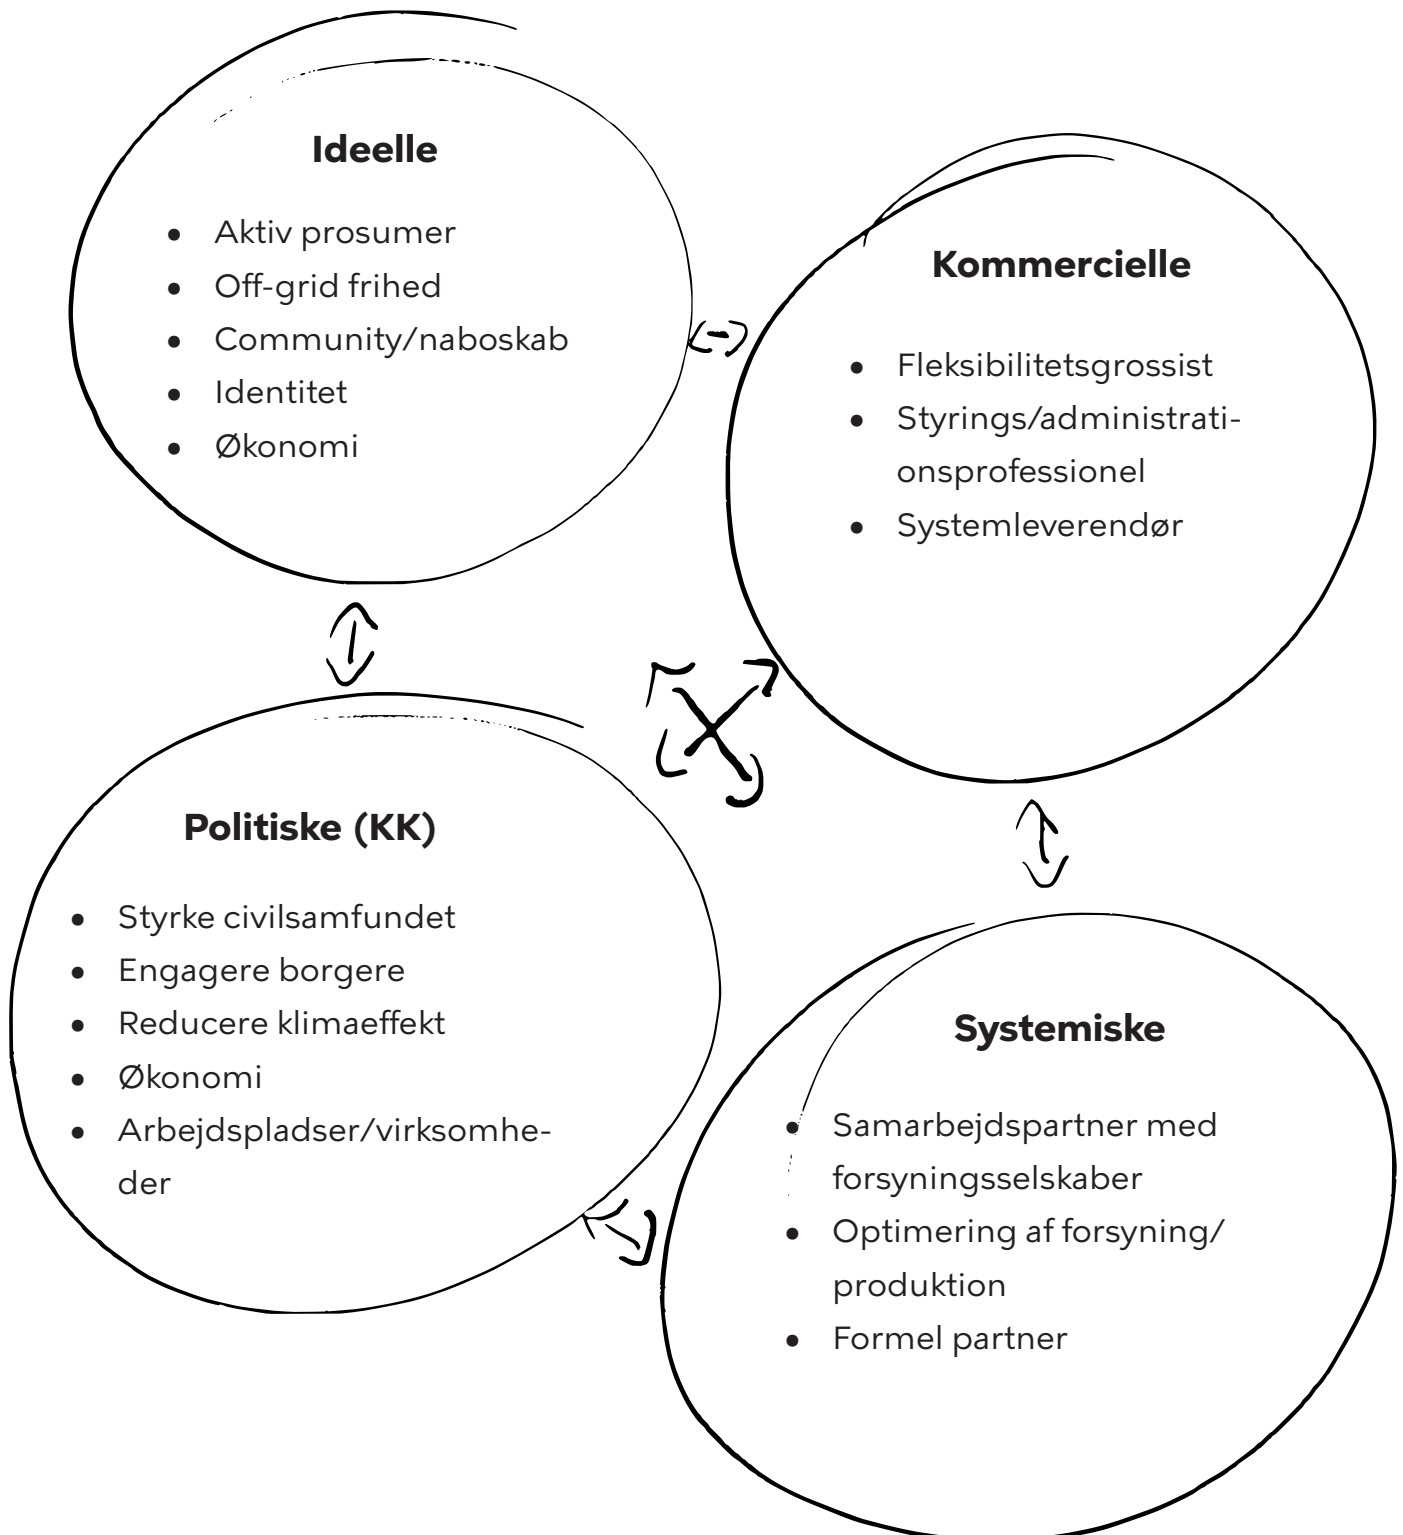 Ideelle
• Aktiv prosumer
• Off-grid frihed
• Community/naboskab
• Identitet
• Økonomi
Kommercielle
• Fleksibilitetsgrossist
• Styrings/administrati-
onsprofessionel
• Systemleverendør
Politiske (KK)
• Styrke civilsamfundet
• Engagere borgere
• Reducere klimaeffekt
• Økonomi
• Arbejdspladser/virksomhe-
der
Systemiske
• Samarbejdspartner med
forsyningsselskaber
• Optimering af forsyning/
produktion
• Formel partner